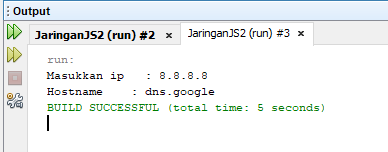 Output
JaringanJS2 (run) #2 × JaringanJS2 (run) #3 ×
run:
Masukkan ip   : 8.8.8.8
Hostname    : dns.google
BUILD SUCCESSFUL (total time: 5 seconds)